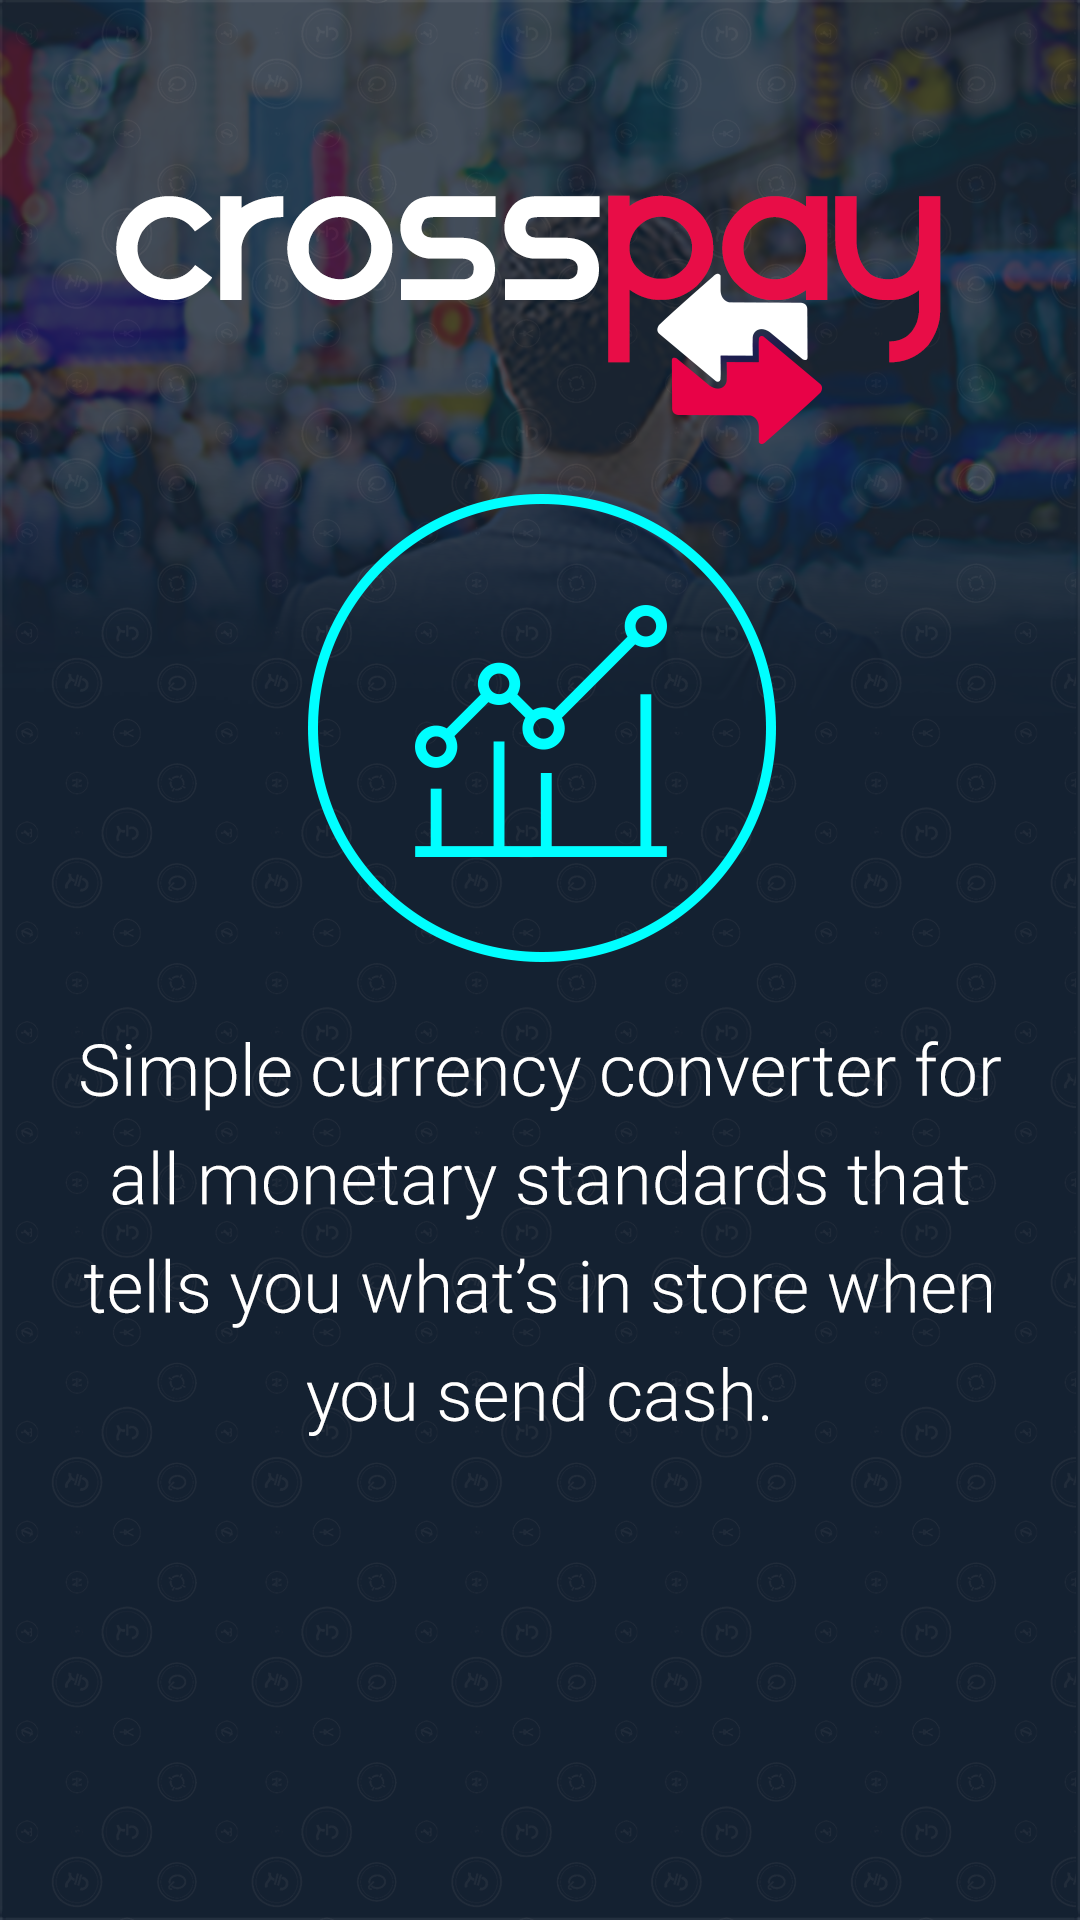 crosspay
Simple currency converter for
all monetary standards that
tells you what’s in store when
you send cash.